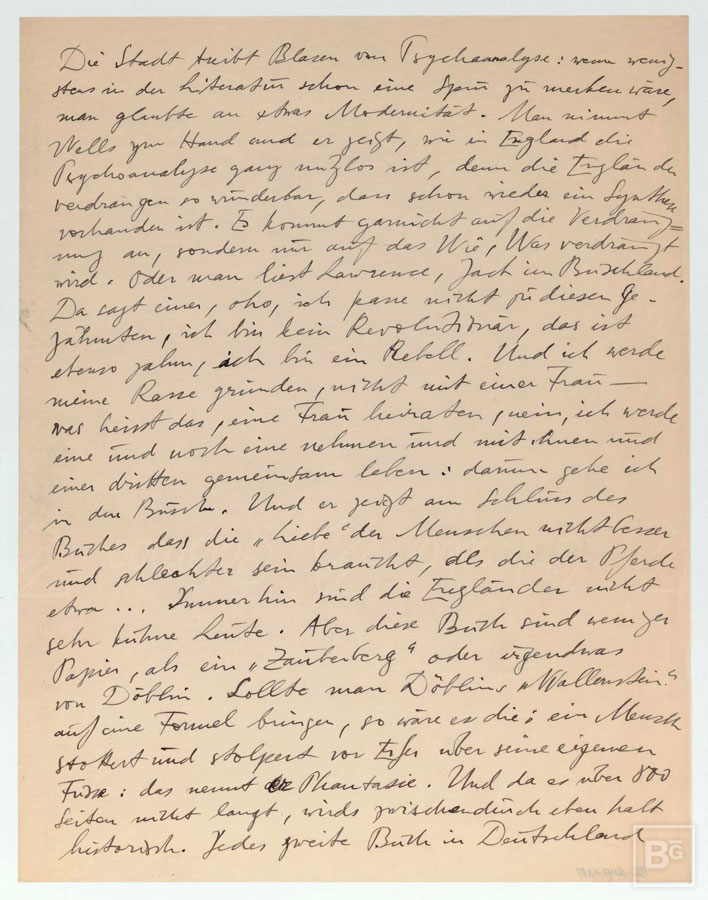 Die Stadt treibt Blasen von Psychoanalyse: wenn wenig-
stens in der Literatur schon eine Spur zu merken wäre,
man glaubte an etwas Modernität. Man nimmt
Wells zur Hand und er zeigt, wie in England die
Psychoanalyse ganz nutzlos ist, denn die Engländer
verdrängen so wunderbar, dass schon wieder ein Synthese
vorhanden ist. Es kommt garnicht auf die Verdräng=
ung an, sondern nur auf das Wie, Was verdrängt
wird. Oder man liest Lawrence, Jack im Buschland.
Da sagt einer, oho, ich passe nicht zu diesen Ge-
zähmten, ich bin kein Revolutionär, das ist
ebenso zahm, ich bin ein Rebell. Und ich werde
meine Rasse gründen, nicht mit einer Frau —
was heisst das, eine Frau heiraten, nein, ich werde
eine und noch eine nehmen und mit ihnen und
einer dritten gemeinsam leben: darum gehe ich
in den Busch. Und er zeigt am Schluss des
Buches dass die „Liebe" der Menschen nicht besser
und schlechter sein braucht, als die der Pferde
etwa ... Immerhin sind die Engländer nicht
sehr kühne Leute. Aber diese Buch sind weniger
Papier, als ein „Zauberberg" oder irgendwas
von Döblin. Sollte man Döblins „Wallenstein"
auf eine Formel bringen, so wäre es die: ein Mensch
stottert und stolpert vor Eifer über seine eigenen
Füsse: das nennt er Phantasie. Und da es über 800
Seiten nicht langt, wirds zwischendurch eben halt
historisch. Jedes zweite Buch in Deutschland
BG